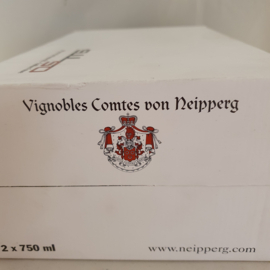 Vignobles Comtes von Neipperg
2 x 750 ml
www.neipperg.com